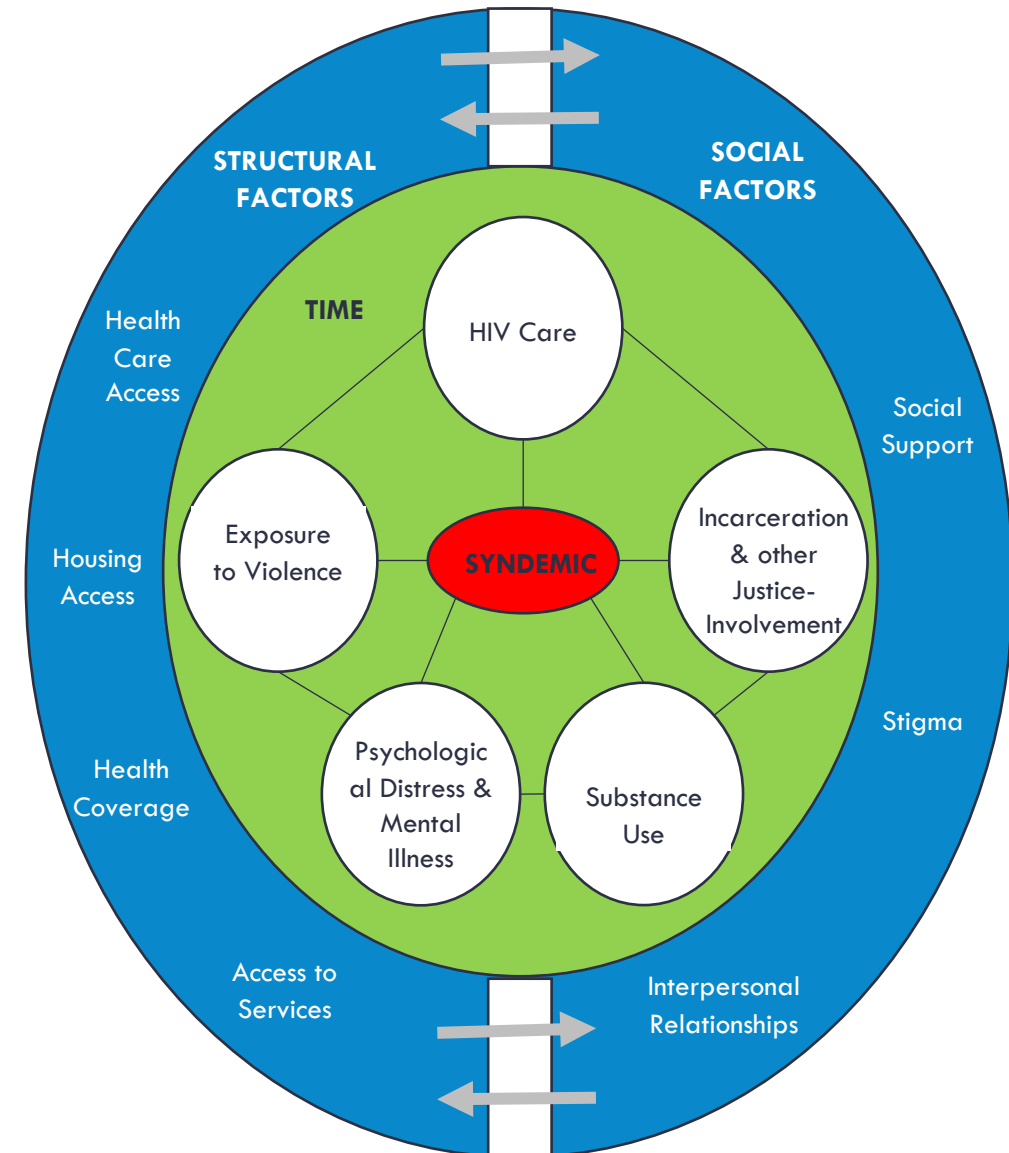 STRUCTURAL
FACTORS
SOCIAL
FACTORS
TIME
HIV Care
Health
Care
Access
Social
Support
Exposure
to Violence
SYNDEMIC
Incarceration
& other
Justice-
Involvement
Housing
Access
Stigma
Health
Coverage
Psychologic
al Distress &
Mental
Illness
Substance
Use
Access to
Services
Interpersonal
Relationships